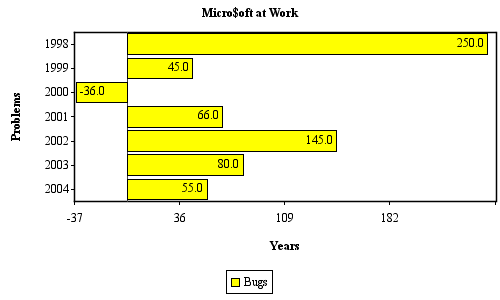 Micro$oft at Work
Problems
1998 250.0
1999 45.0
2000 -36.0
2001 66.0
2002 145.0
2003 80.0
2004 55.0
-37 36 109 182
Years
Bugs